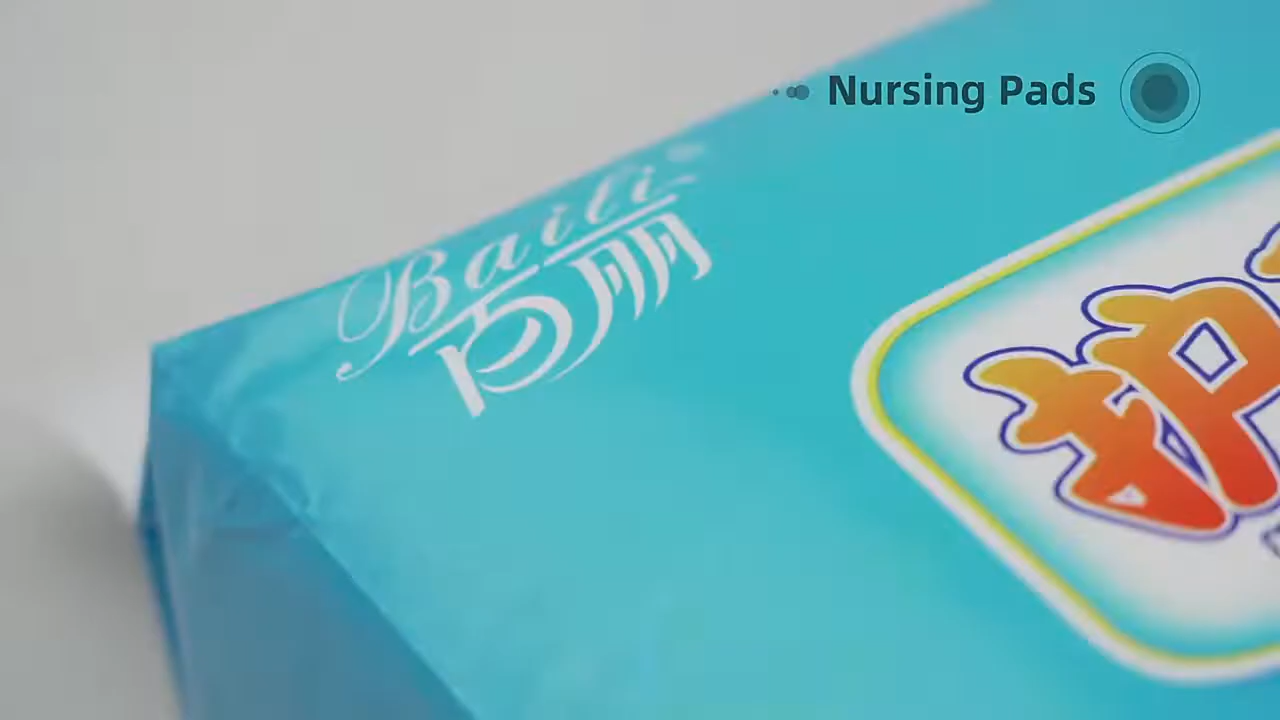 Nursing Pads
Baili
百丽
护